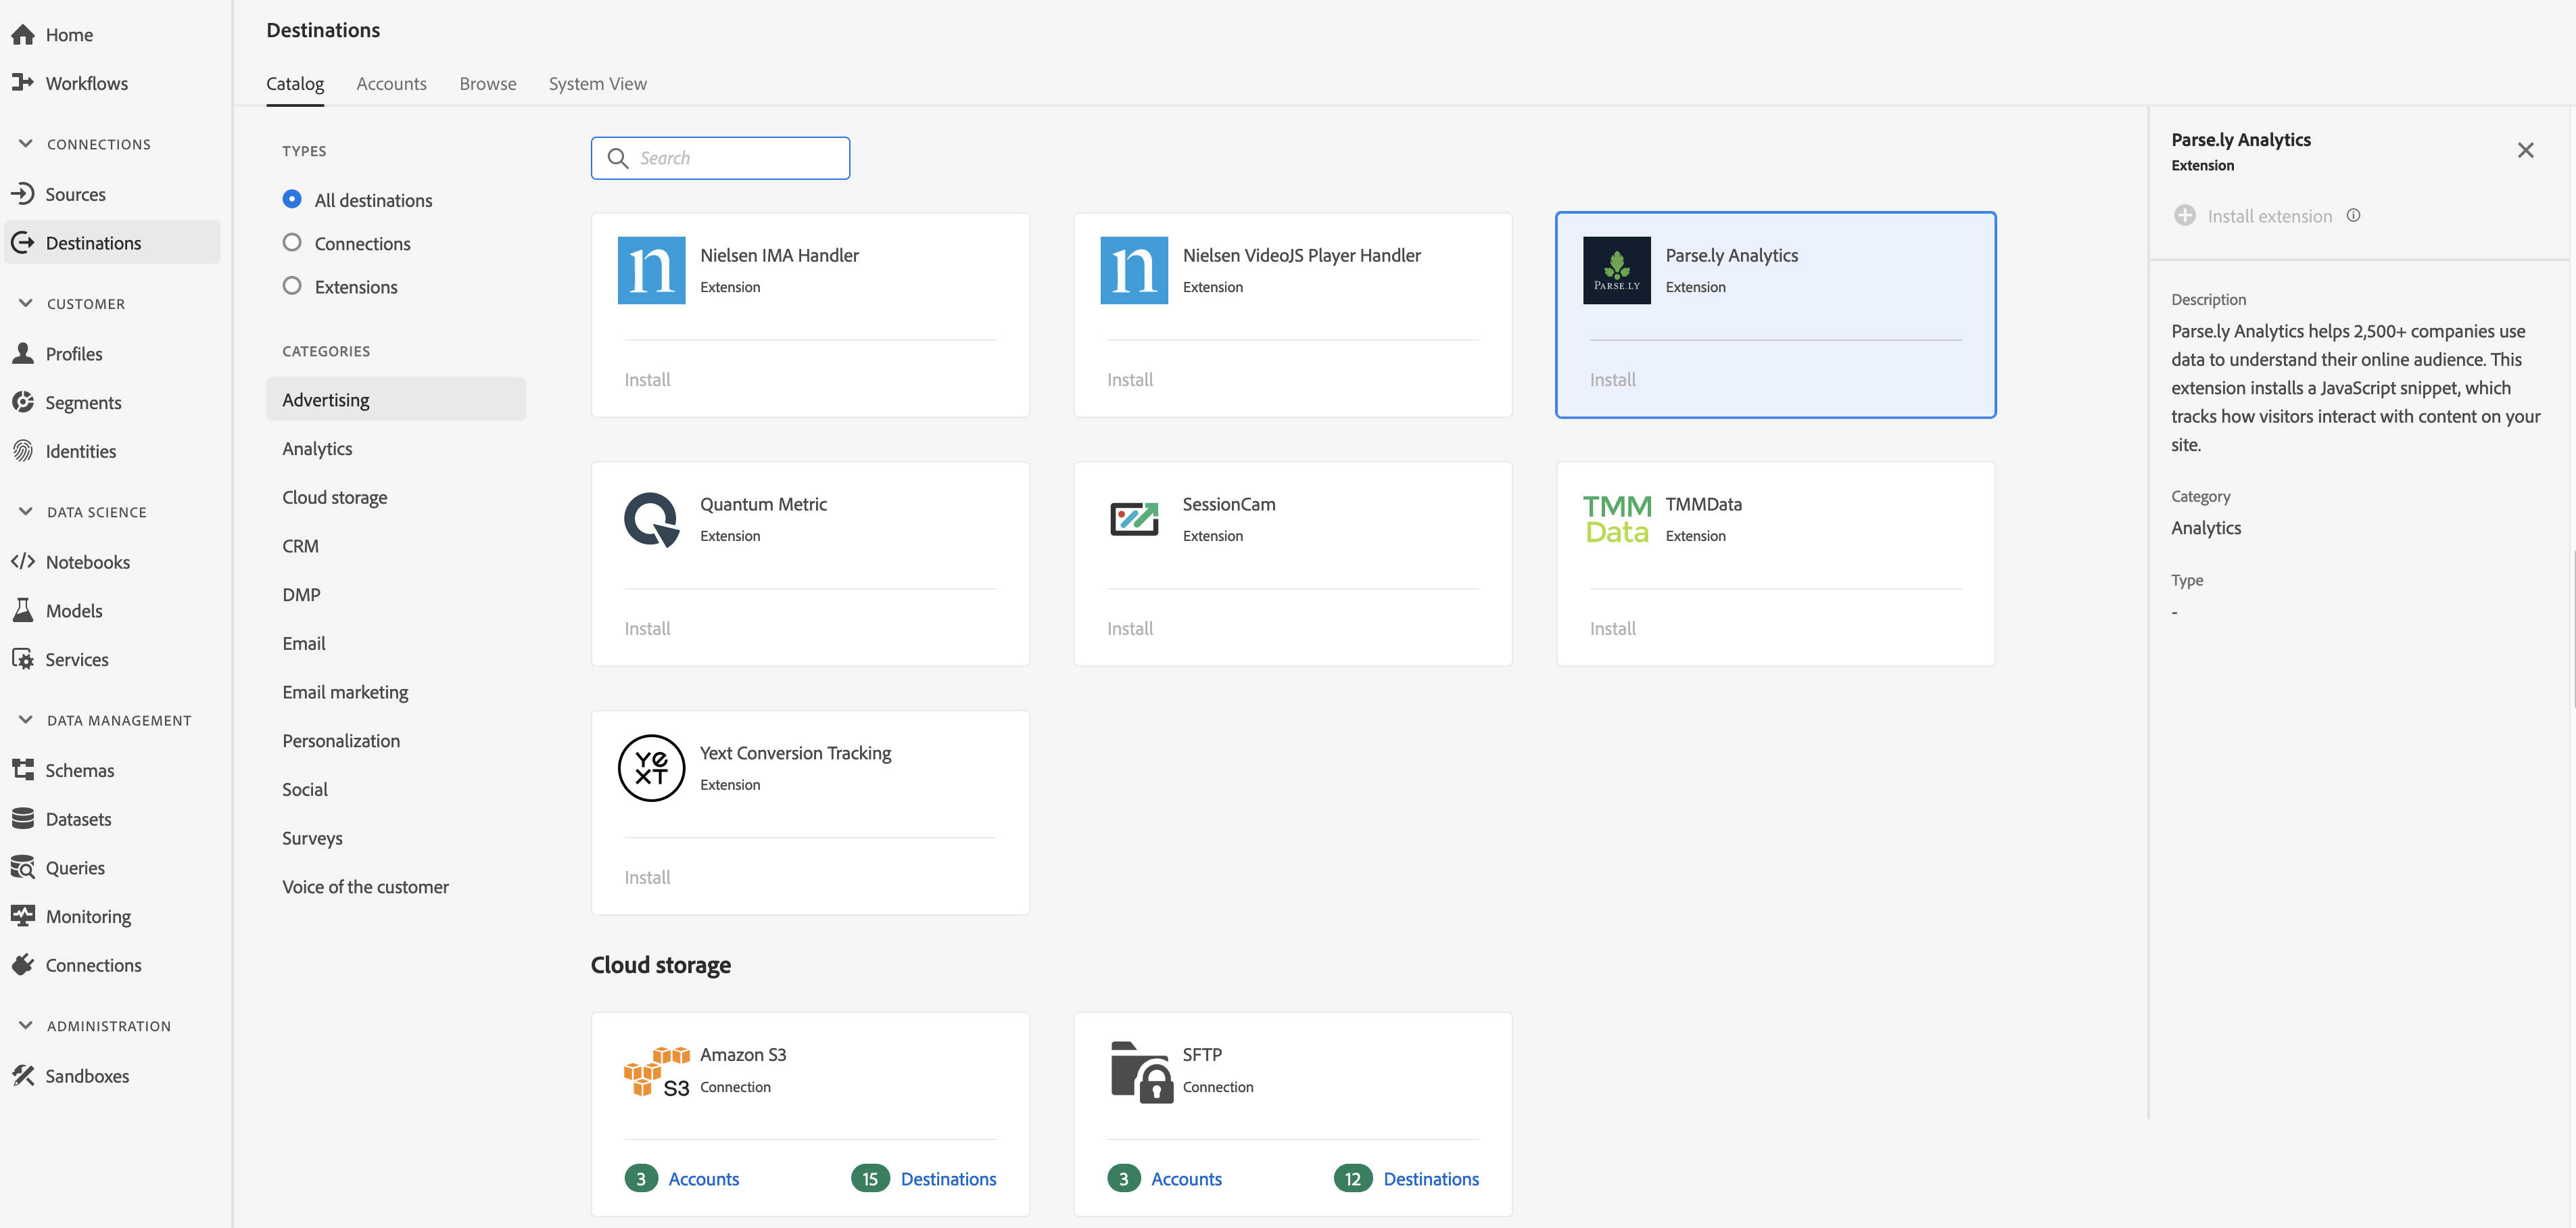 Home
Workflows
CONNECTIONS
Sources
Destinations
CUSTOMER
Profiles
Segments
Identities
DATA SCIENCE
Notebooks
Models
Services
DATA MANAGEMENT
Schemas
Datasets
Queries
Monitoring
Connections
ADMINISTRATION
Sandboxes
Destinations
Catalog Accounts Browse System View
TYPES
All destinations
Connections
Extensions
CATEGORIES
Advertising
Analytics
Cloud storage
CRM
DMP
Email
Email marketing
Personalization
Social
Surveys
Voice of the customer
Search
n
Nielsen IMA Handler
Extension
Install
n
Nielsen VideoJS Player Handler
Extension
Install
PARSE.LY
Parse.ly Analytics
Extension
Install
Quantum Metric
Extension
Install
SessionCam
Extension
Install
TMM
Data
TMMData
Extension
Install
YEXT
Yext Conversion Tracking
Extension
Install
Cloud storage
S3
Amazon S3
Connection
3 Accounts 15 Destinations
SFTP
Connection
3 Accounts 12 Destinations
Parse.ly Analytics
Extension
Install extension
Description
Parse.ly Analytics helps 2,500+ companies use
data to understand their online audience. This
extension installs a JavaScript snippet, which
tracks how visitors interact with content on your
site.
Category
Analytics
Type
-